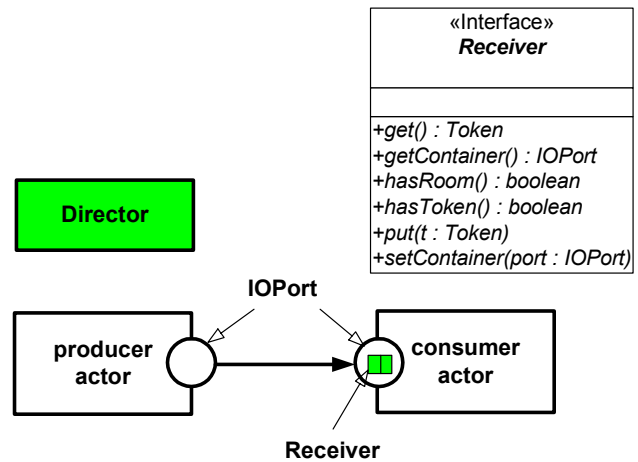 «Interface»
Receiver
+get() : Token
+getContainer() : IOPort
+hasRoom() : boolean
+hasToken() : boolean
+put(t : Token)
+setContainer(port : IOPort)
Director
IOPort
producer
actor
consumer
actor
Receiver